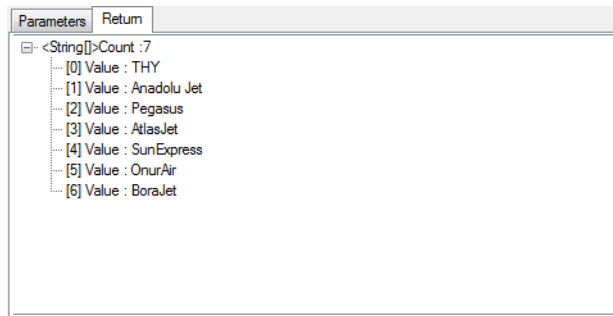 Parameters Return
<String[]>Count :7
[0] Value : THY
[1] Value : Anadolu Jet
[2] Value : Pegasus
[3] Value : AtlasJet
[4] Value : SunExpress
[5] Value : OnurAir
[6] Value : BoraJet